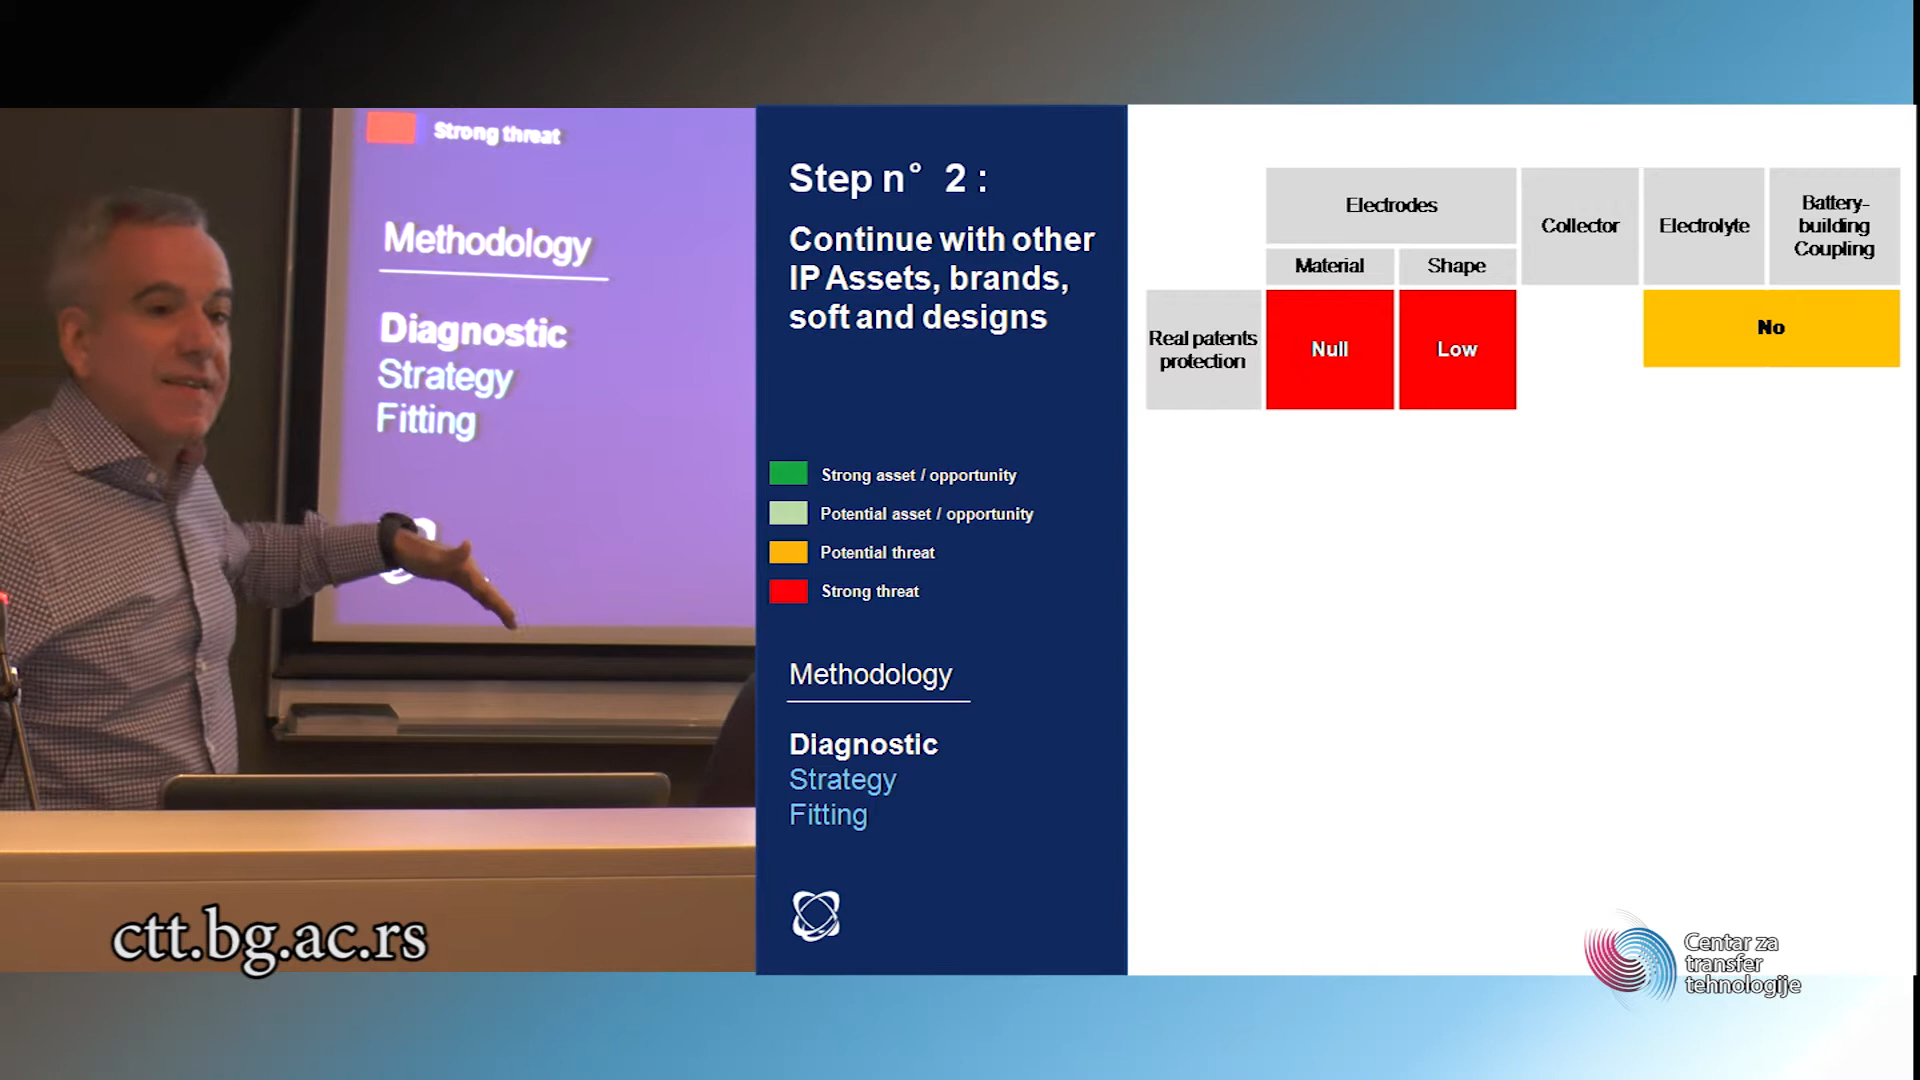 Strong threat
Methodology
Diagnostic
Strategy
Fitting
ctt.bg.ac.rs
Step n° 2 :
Continue with other
IP Assets, brands,
soft and designs
Strong asset / opportunity
Potential asset / opportunity
Potential threat
Strong threat
Methodology
Diagnostic
Strategy
Fitting
Electrodes
Collector
Electrolyte
Battery-
building
Coupling
Material
Shape
Real patents
protection
Null
Low
No
Centar za
transfer
tehnologije